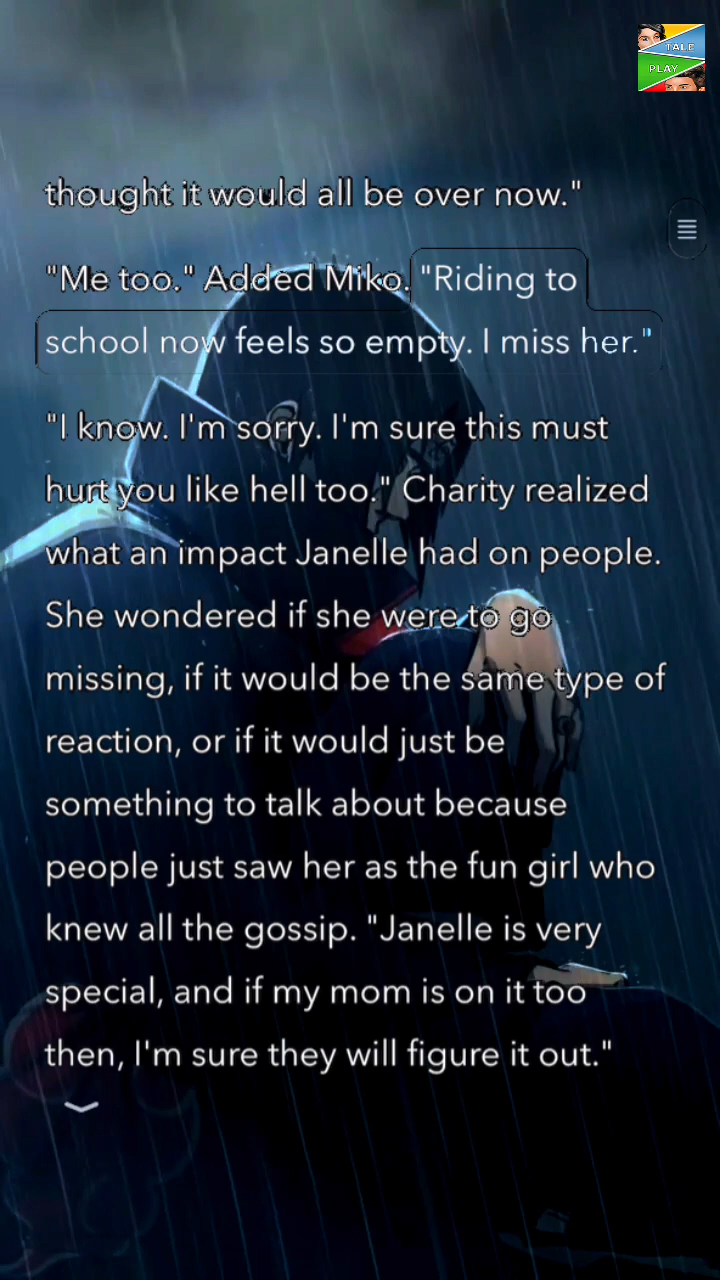 TALE
PLAY
thought it would all be over now."
"Me too." Added Miko. "Riding to
school now feels so empty. I miss her."
"I know. I'm sorry. I'm sure this must
hurt you like hell too." Charity realized
what an impact Janelle had on people.
She wondered if she were to go
missing, if it would be the same type of
reaction, or if it would just be
something to talk about because
people just saw her as the fun girl who
knew all the gossip. "Janelle is very
special, and if my mom is on it too
then, I'm sure they will figure it out."